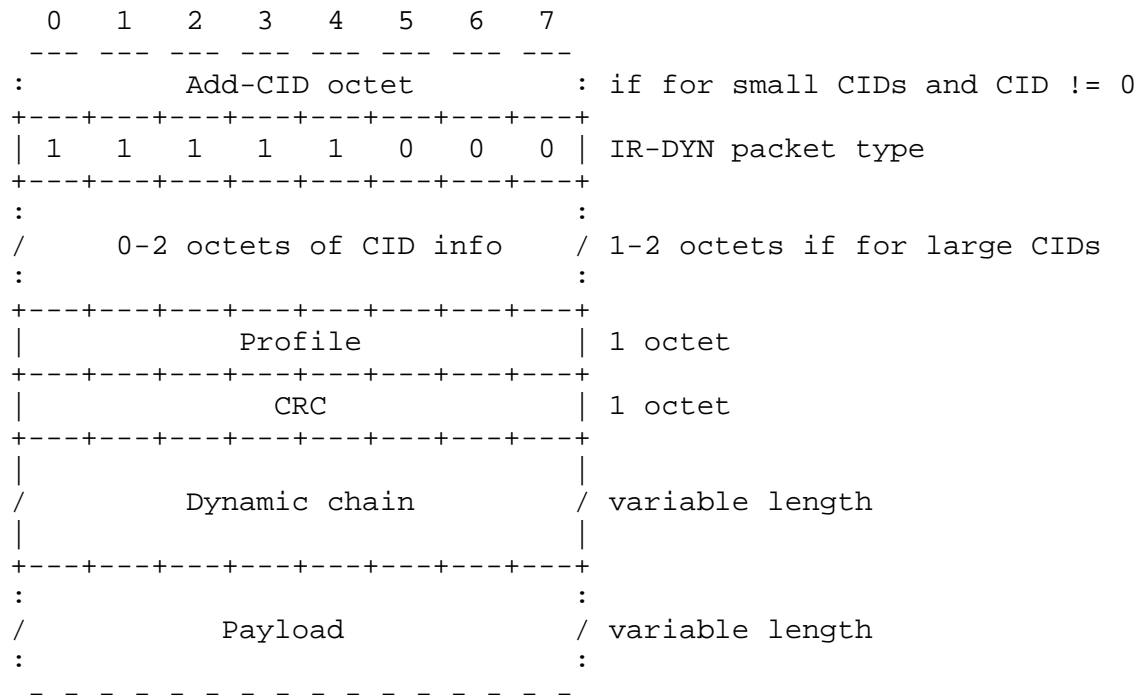 0 1 2 3 4 5 6 7
--- --- --- --- --- --- --- ---
: Add-CID octet : if for small CIDs and CID != 0
+---+---+---+---+---+---+---+---+
| 1 1 1 1 1 0 0 0 | IR-DYN packet type
+---+---+---+---+---+---+---+---+
: :
/ 0-2 octets of CID info / 1-2 octets if for large CIDs
: :
+---+---+---+---+---+---+---+---+
| Profile | 1 octet
+---+---+---+---+---+---+---+---+
| CRC | 1 octet
+---+---+---+---+---+---+---+---+
| |
/ Dynamic chain / variable length
| |
+---+---+---+---+---+---+---+---+
: :
/ Payload / variable length
: :
- - - - - - - - - - - - - - - -